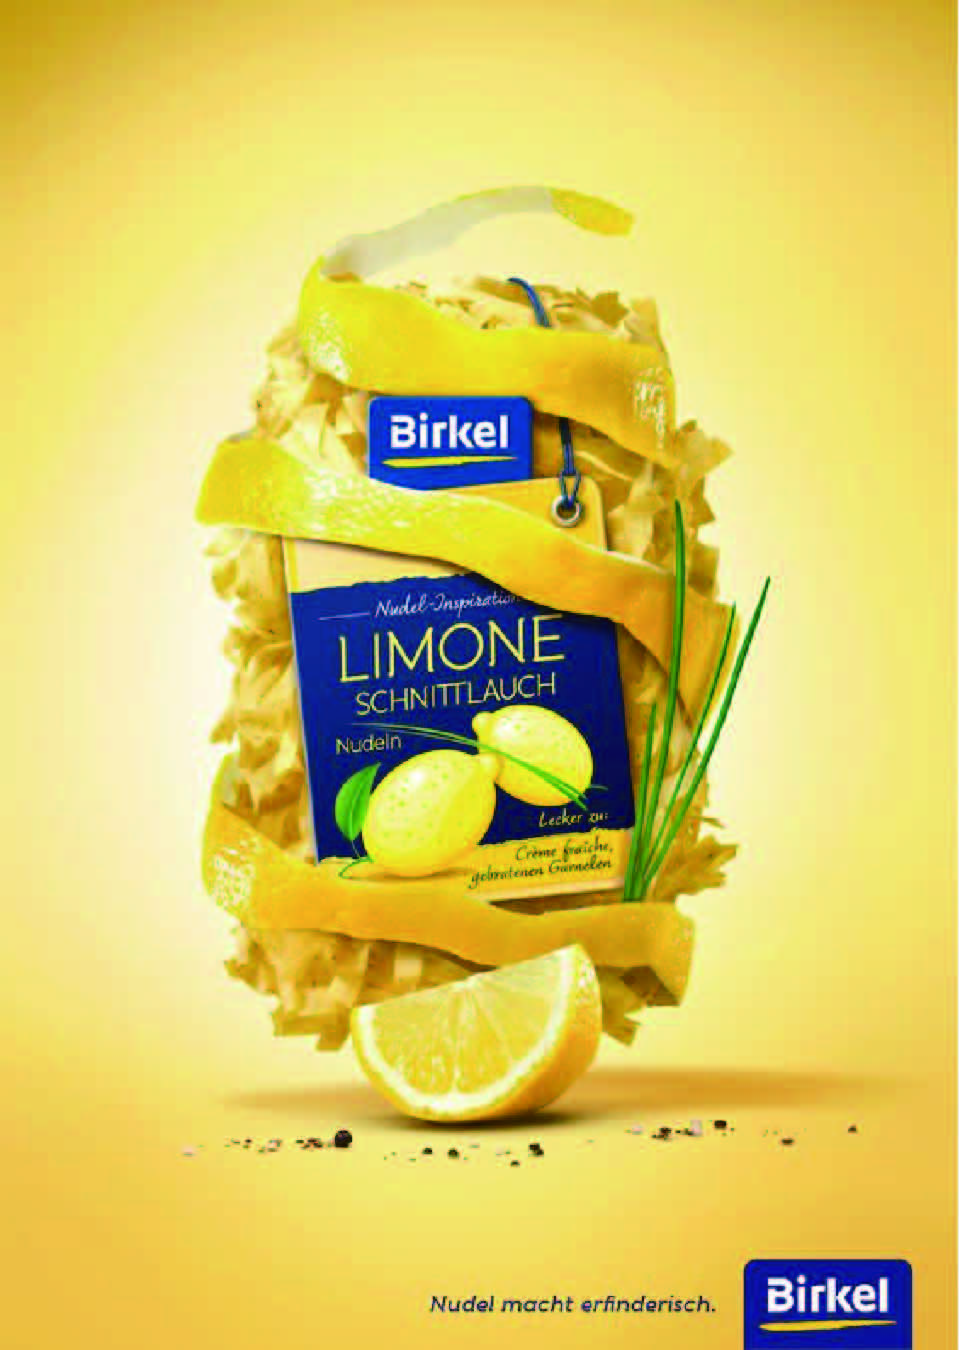 Birkel
Nudel-Inspiration
LIMONE
SCHNITTLAUCH
Nudeln
Lecker zu:
Crème fraîche,
gebratenen Garnelen
Nudel macht erfinderisch.
Birkel